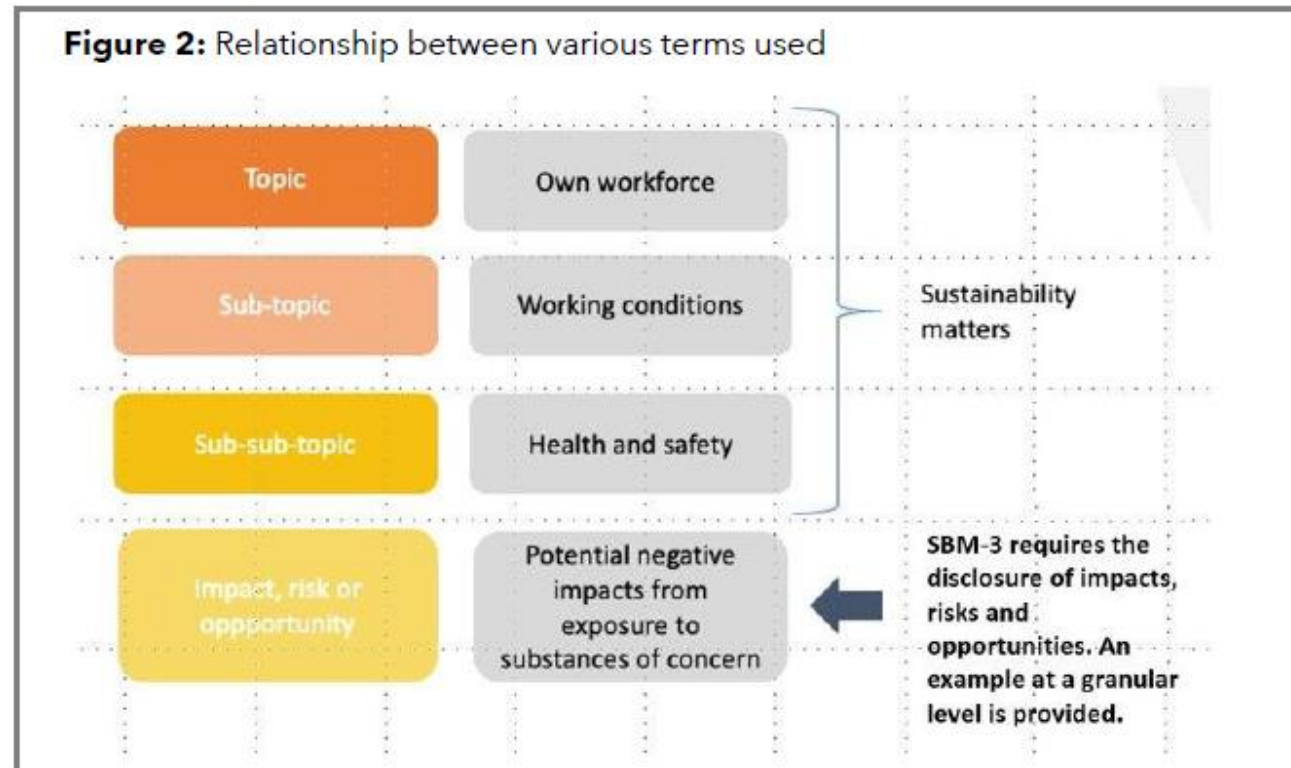 Figure 2: Relationship between various terms used
Topic
Own workforce
Sub-topic
Working conditions
Sustainability
matters
Sub-sub-topic
Health and safety
Impact, risk or
oppportunity
Potential negative
impacts from
exposure to
substances of concern
SBM-3 requires the
disclosure of impacts,
risks and
opportunities. An
example at a granular
level is provided.